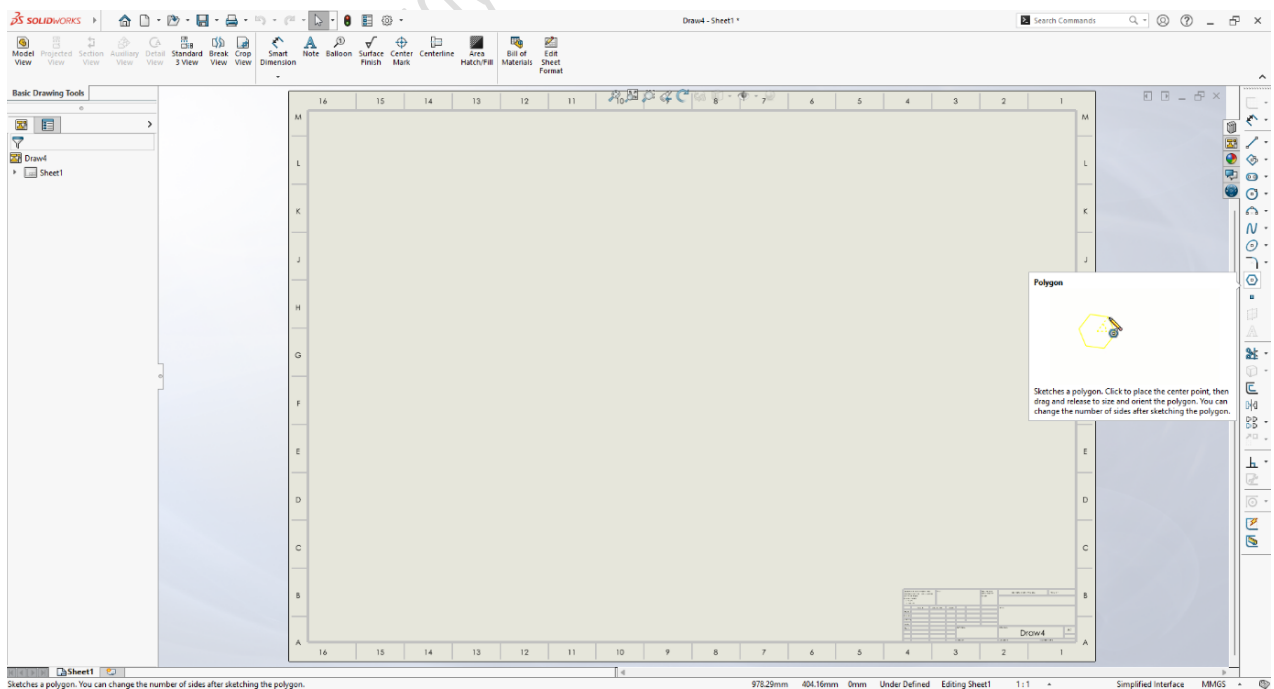 SOLIDWORKS
Draw4 - Sheet1 *
Search Commands
Model View
Projected View
Section View
Auxiliary View
Detail View
Standard 3 View
Break View
Crop View
Smart Dimension
Note
Balloon
Surface Finish
Center Mark
Centerline
Area Hatch/Fill
Bill of Materials
Edit Sheet Format
Basic Drawing Tools
Draw4
Sheet1
16 15 14 13 12 11 10 9 8 7 6 5 4 3 2 1
M M
L L
K K
J J
H
G
F
E E
D D
C C
B B
A A
Polygon
Sketches a polygon. Click to place the center point, then
drag and release to size and orient the polygon. You can
change the number of sides after sketching the polygon.
Draw4
16 15 14 13 12 11 10 9 8 7 6 5 4 3 2 1
Sheet1
Sketches a polygon. You can change the number of sides after sketching the polygon.
978.29mm 404.16mm 0mm Under Defined Editing Sheet1 1:1 Simplified Interface MMGS